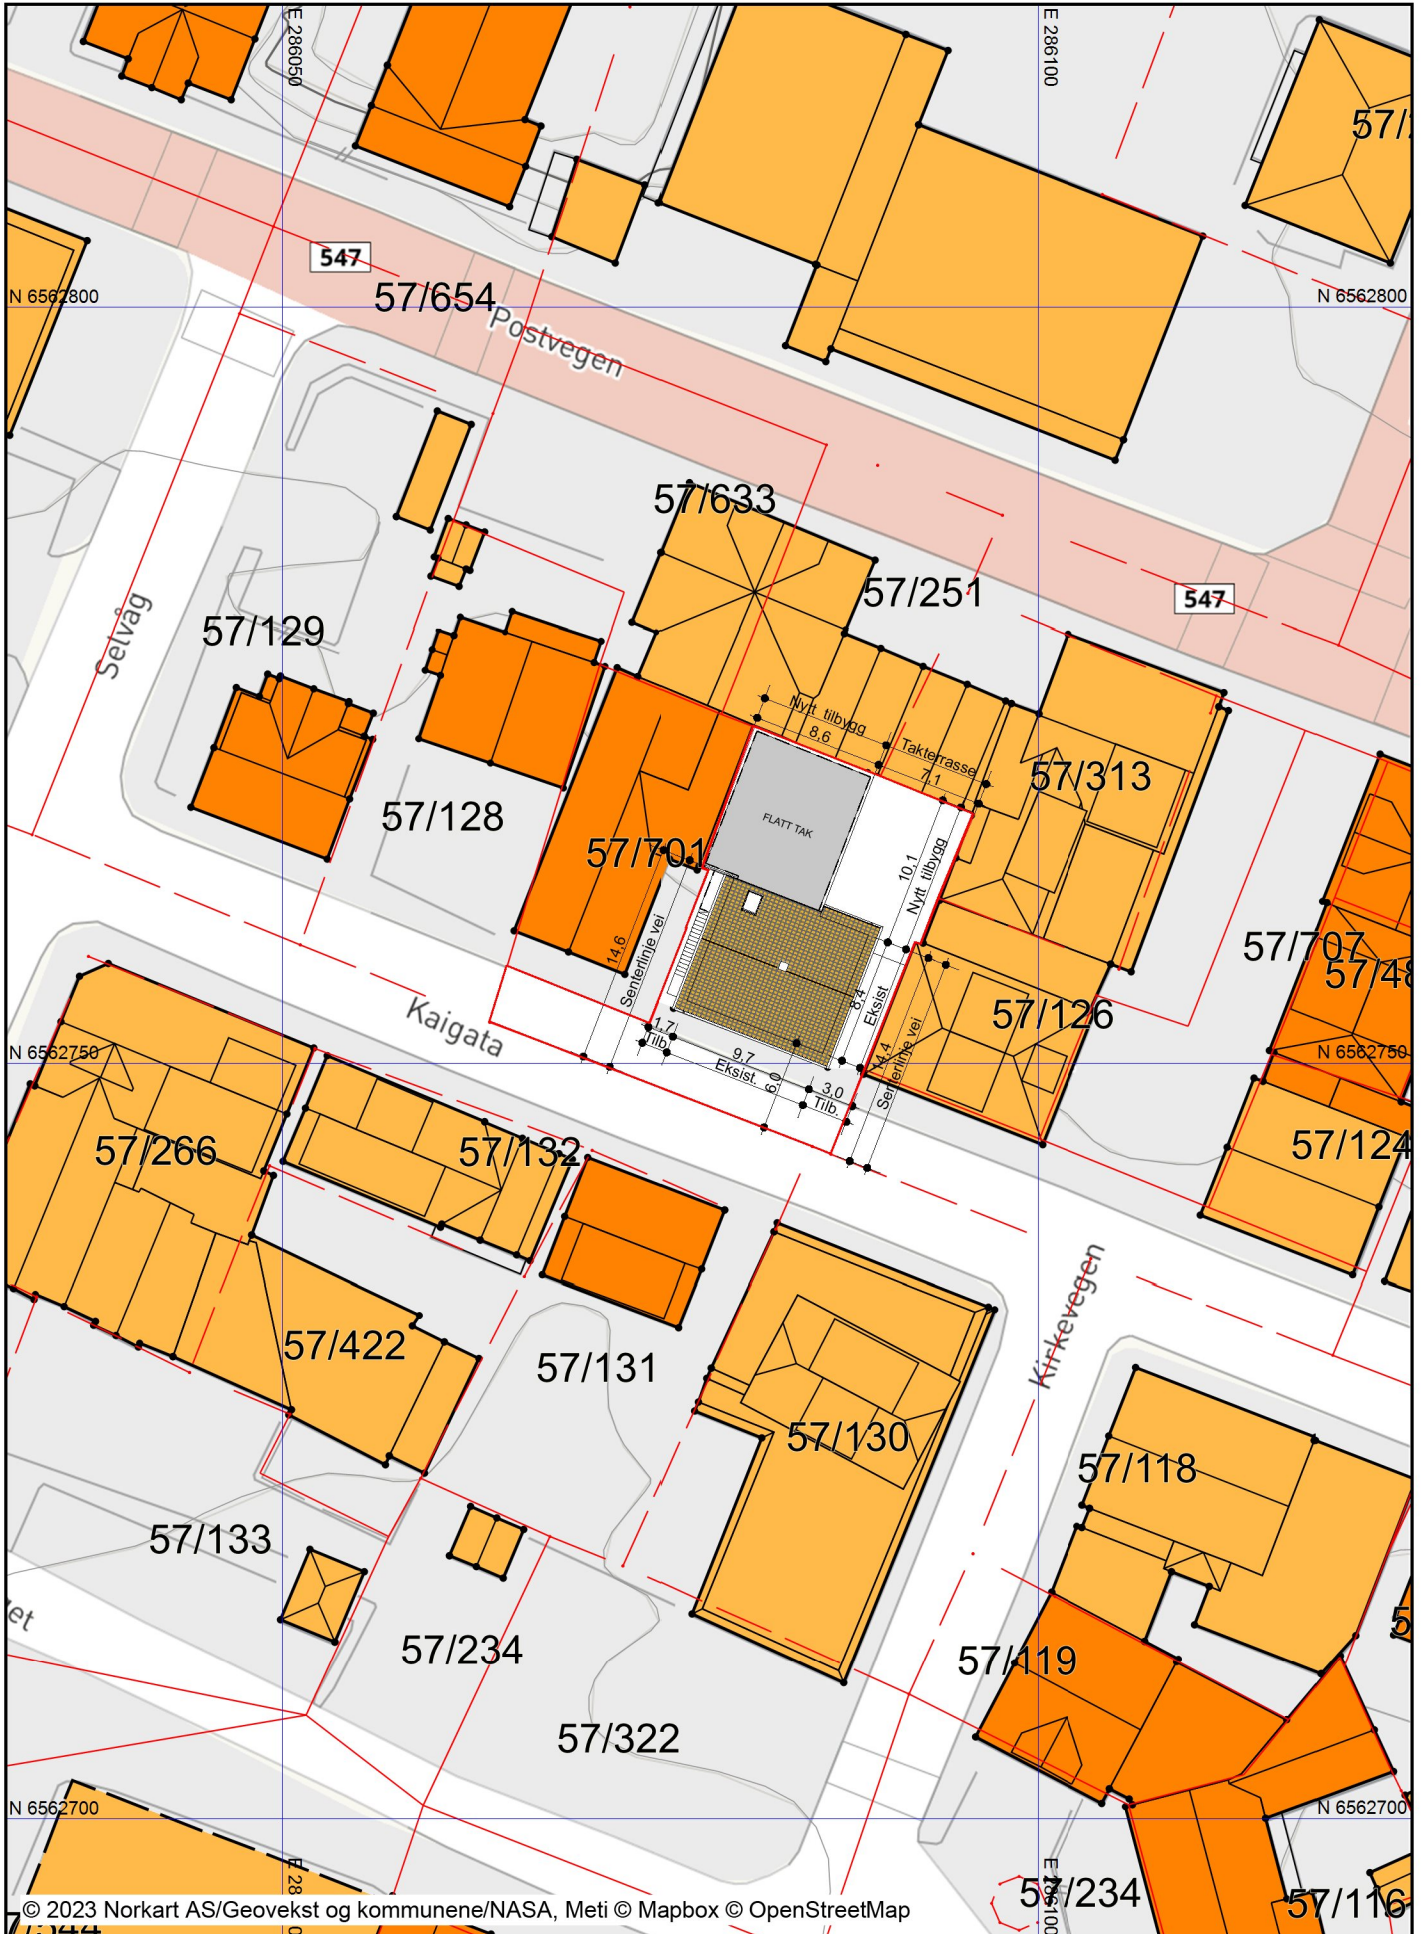 E 286050
E 286100
57/
547
57/654
N 6562800
N 6562800
Postvegen
57/633
57/251
547
Selvåg
57/129
Nytt tilbygg
8,6
Takterrasse
7,1
57/313
57/128
FLATT TAK
57/701
10,1
Nytt tilbygg
14,6
Senterlinje vei
57/707
57/48
8,4
Eksist
57/126
Kaigata
1,7
Tilb.
9,7
Eksist.
6,0
3,0
Tilb.
14,4
Senterlinje vei
N 6562750
N 6562750
57/266
57/132
57/124
Kirkevegen
57/422
57/131
57/130
57/118
57/133
57/234
57/119
5
57/322
N 6562700
N 6562700
E 28
0
E 286100
57/234
57/116
© 2023 Norkart AS/Geovekst og kommunene/NASA, Meti © Mapbox © OpenStreetMap